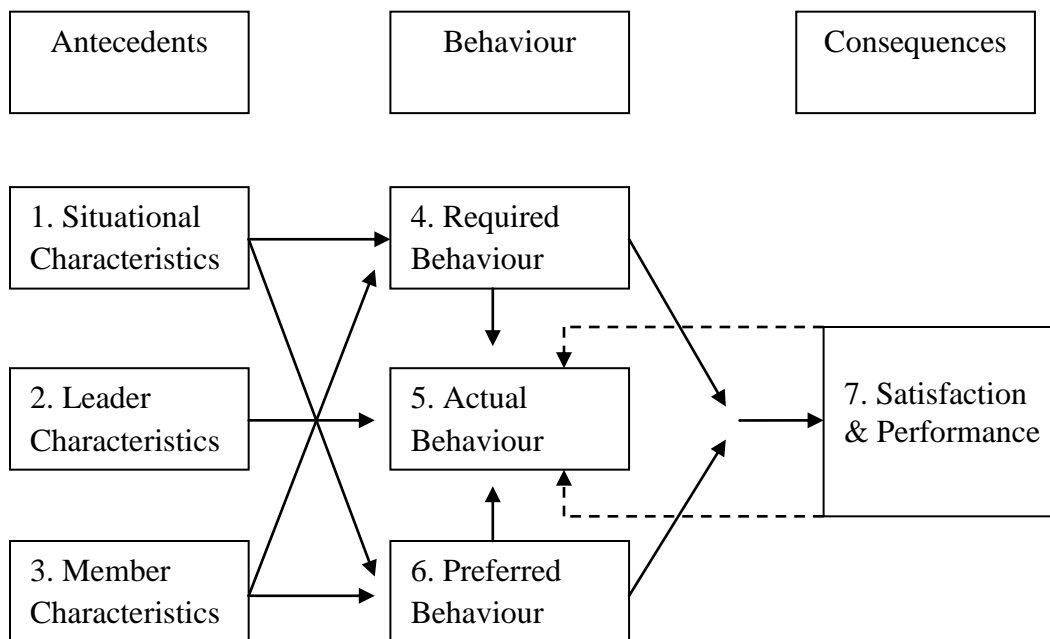 Antecedents
Behaviour
Consequences
1. Situational
Characteristics
4. Required
Behaviour
2. Leader
Characteristics
5. Actual
Behaviour
7. Satisfaction
& Performance
3. Member
Characteristics
6. Preferred
Behaviour